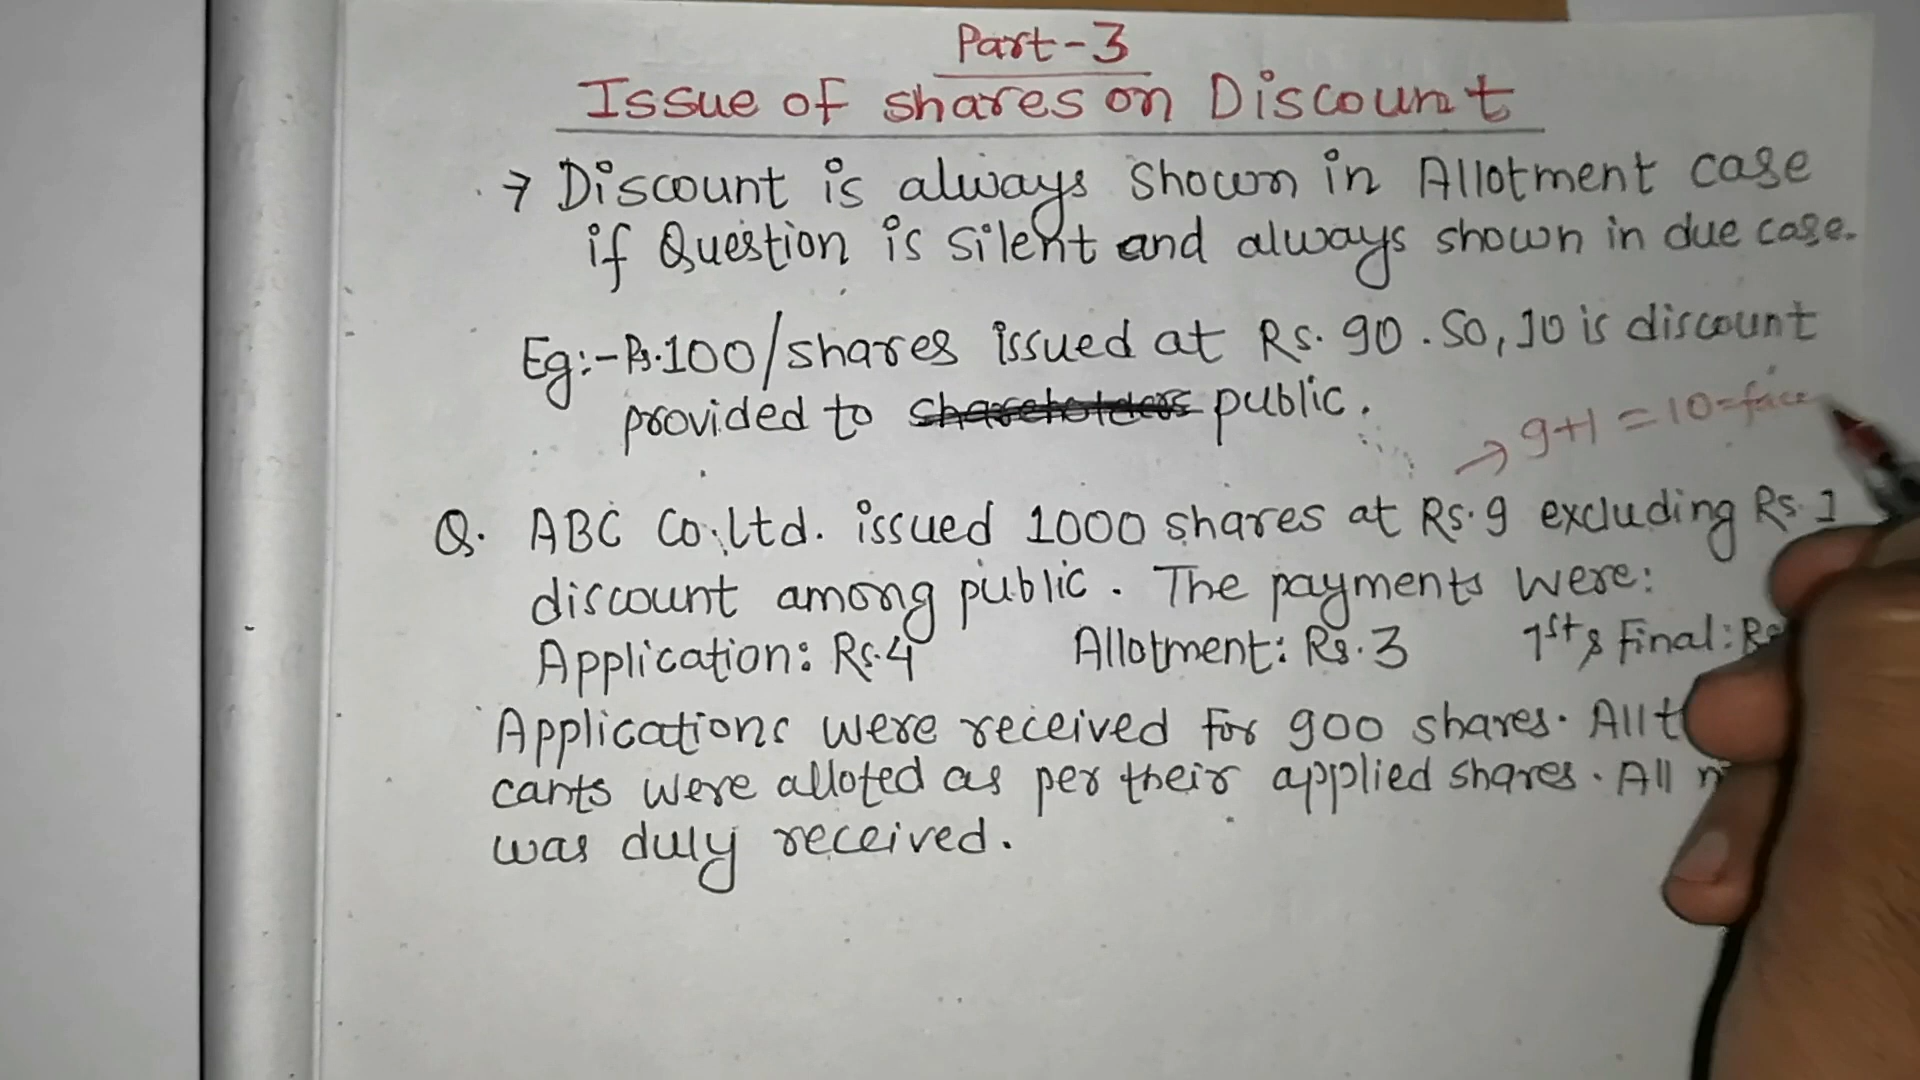 Part-3
Issue of shares on Discount
→ Discount is always shown in Allotment case
if Question is silent and always shown in due case.
Eg:- Rs.100/shares issued at Rs. 90. So, 10 is discount
provided to shareholders public.
→ 9+1 = 10 = face
Q. ABC Co.Ltd. issued 1000 shares at Rs.9 excluding Rs.1
discount among public. The payments were:
Application: Rs.4 Allotment: Rs.3 1st & Final: Rs
Applications were received for 900 shares. All
cants were alloted as per their applied shares. All
was duly received.